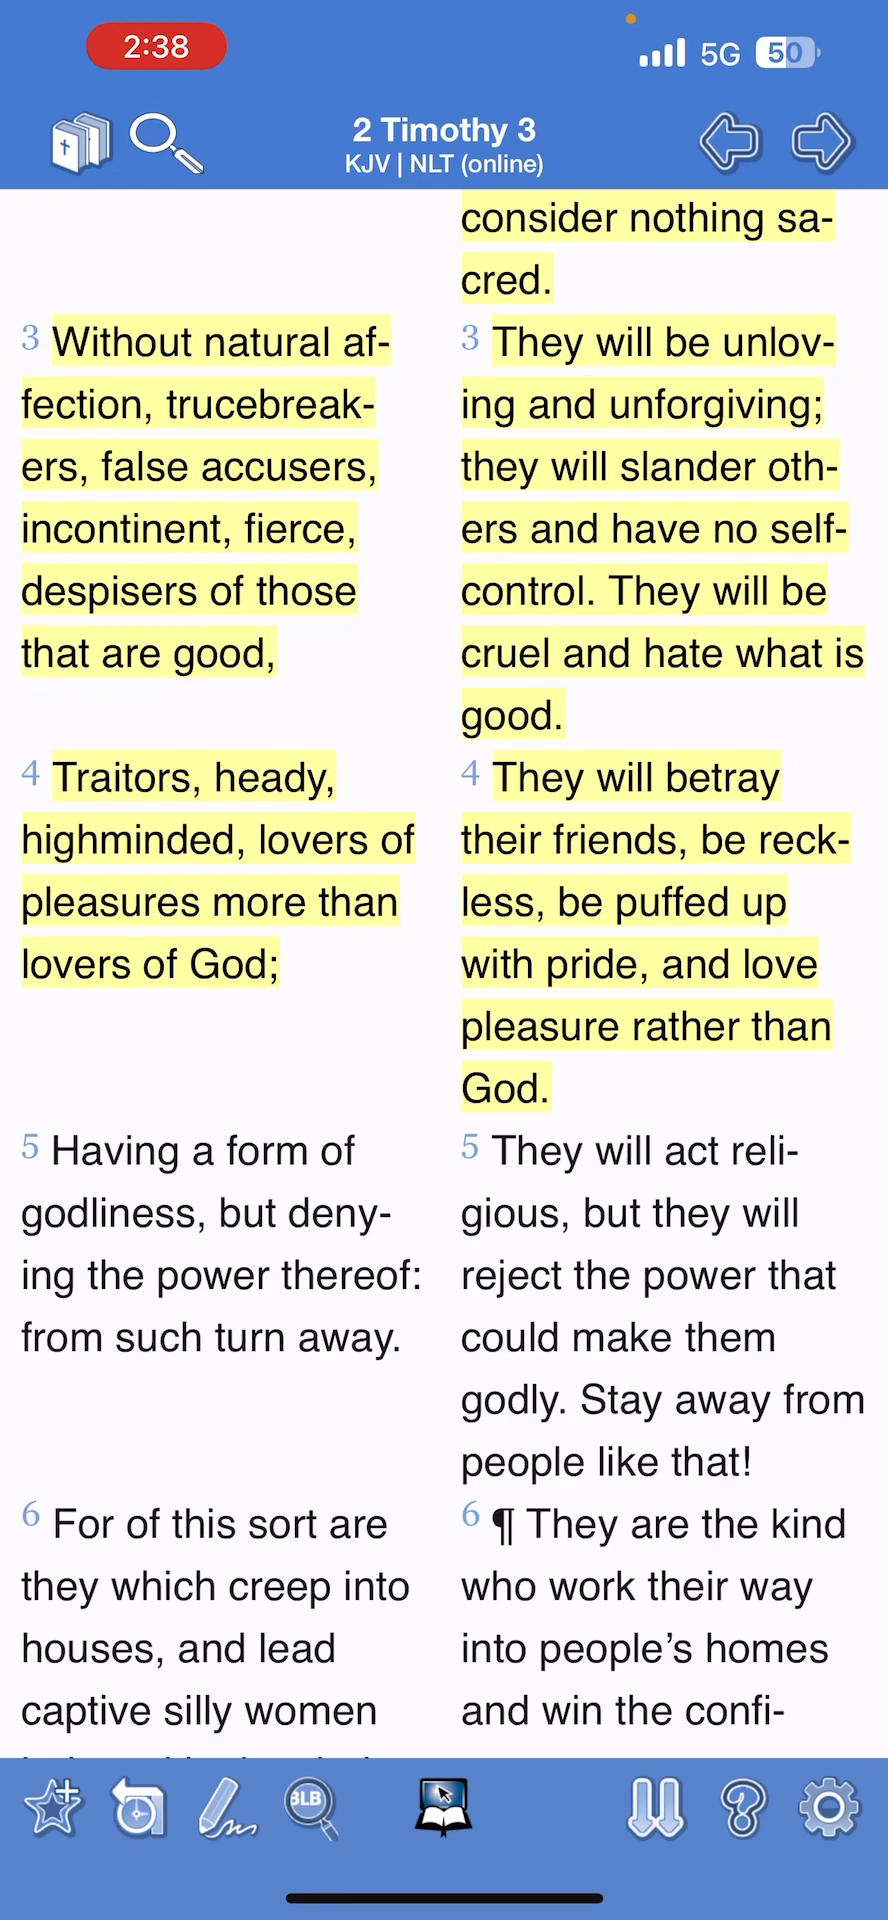 2:38
5G 50
2 Timothy 3
KJV | NLT (online)
consider nothing sa-
cred.
3 Without natural af-
fection, trucebreak-
ers, false accusers,
incontinent, fierce,
despisers of those
that are good,
3 They will be unlov-
ing and unforgiving;
they will slander oth-
ers and have no self-
control. They will be
cruel and hate what is
good.
4 Traitors, heady,
highminded, lovers of
pleasures more than
lovers of God;
4 They will betray
their friends, be reck-
less, be puffed up
with pride, and love
pleasure rather than
God.
5 Having a form of
godliness, but deny-
ing the power thereof:
from such turn away.
5 They will act reli-
gious, but they will
reject the power that
could make them
godly. Stay away from
people like that!
6 For of this sort are
they which creep into
houses, and lead
captive silly women
6 ¶ They are the kind
who work their way
into people’s homes
and win the confi-
BLB